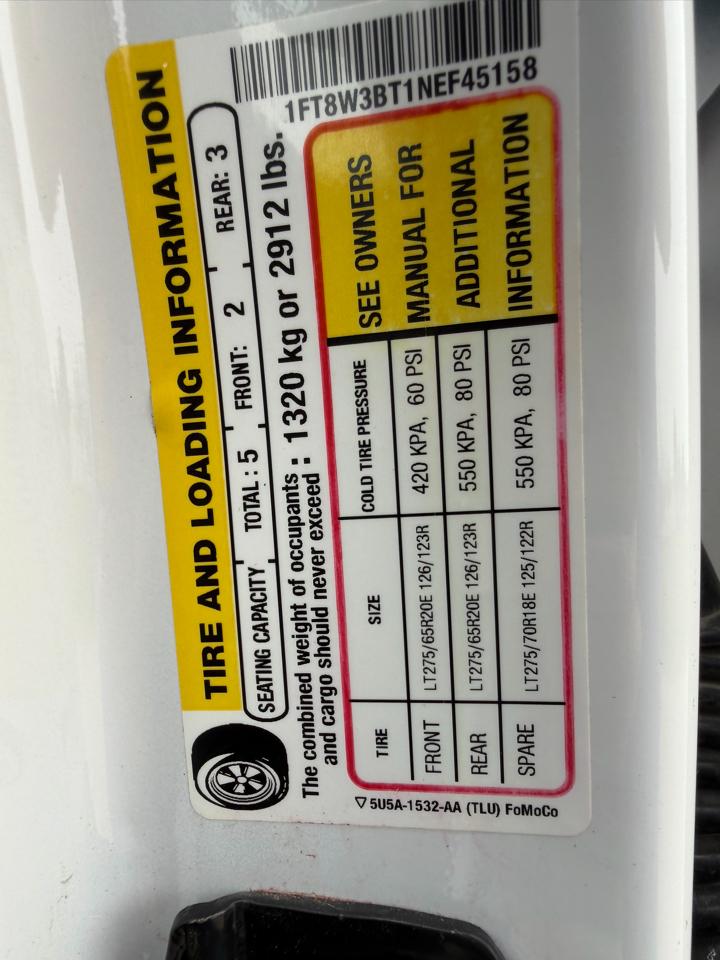 TIRE AND LOADING INFORMATION
SEATING CAPACITY TOTAL : 5 FRONT: 2 REAR: 3
The combined weight of occupants
and cargo should never exceed : 1320 kg or 2912 lbs.
1FT8W3BT1NEF45158
TIRE SIZE COLD TIRE PRESSURE
FRONT LT275/65R20E 126/123R 420 KPA, 60 PSI
REAR LT275/65R20E 126/123R 550 KPA, 80 PSI
SPARE LT275/70R18E 125/122R 550 KPA, 80 PSI
SEE OWNERS
MANUAL FOR
ADDITIONAL
INFORMATION
5U5A-1532-AA (TLU) FoMoCo